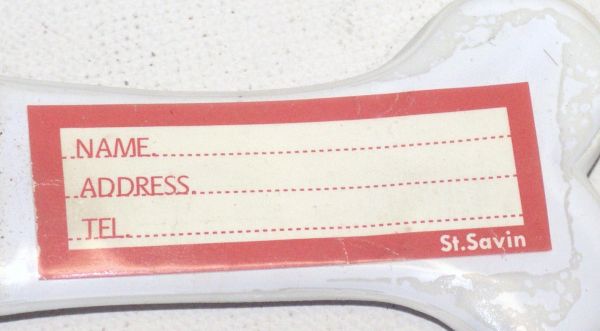 NAME.
ADDRESS.
TEL.
St.Savin